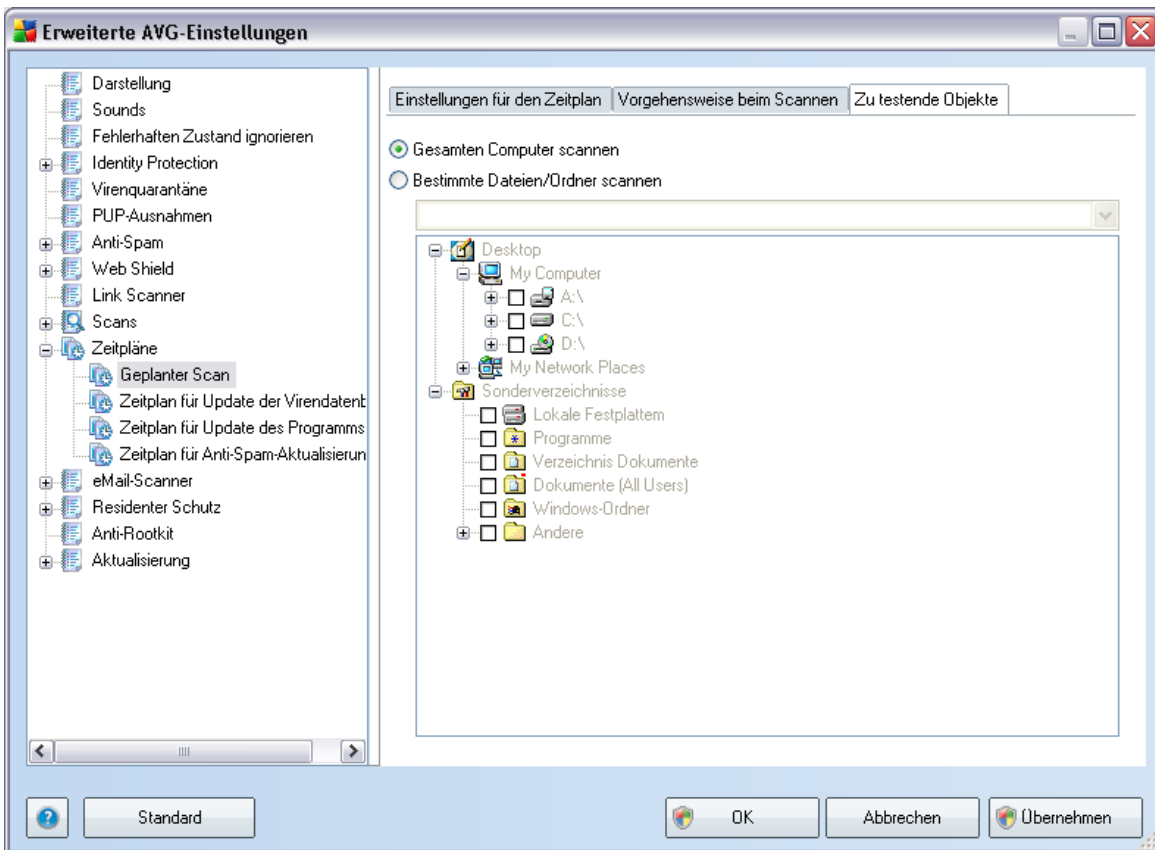 Erweiterte AVG-Einstellungen
Darstellung
Sounds
Fehlerhaften Zustand ignorieren
Identity Protection
Virenquarantäne
PUP-Ausnahmen
Anti-Spam
Web Shield
Link Scanner
Scans
Zeitpläne
Geplanter Scan
Zeitplan für Update der Virendatenb
Zeitplan für Update des Programms
Zeitplan für Anti-Spam-Aktualisierun
eMail-Scanner
Residenter Schutz
Anti-Rootkit
Aktualisierung
Einstellungen für den Zeitplan Vorgehensweise beim Scannen Zu testende Objekte
Gesamten Computer scannen
Bestimmte Dateien/Ordner scannen
Desktop
My Computer
A:\
C:\
D:\
My Network Places
Sonderverzeichnisse
Lokale Festplattem
Programme
Verzeichnis Dokumente
Dokumente (All Users)
Windows-Ordner
Andere
Standard OK Abbrechen Übernehmen